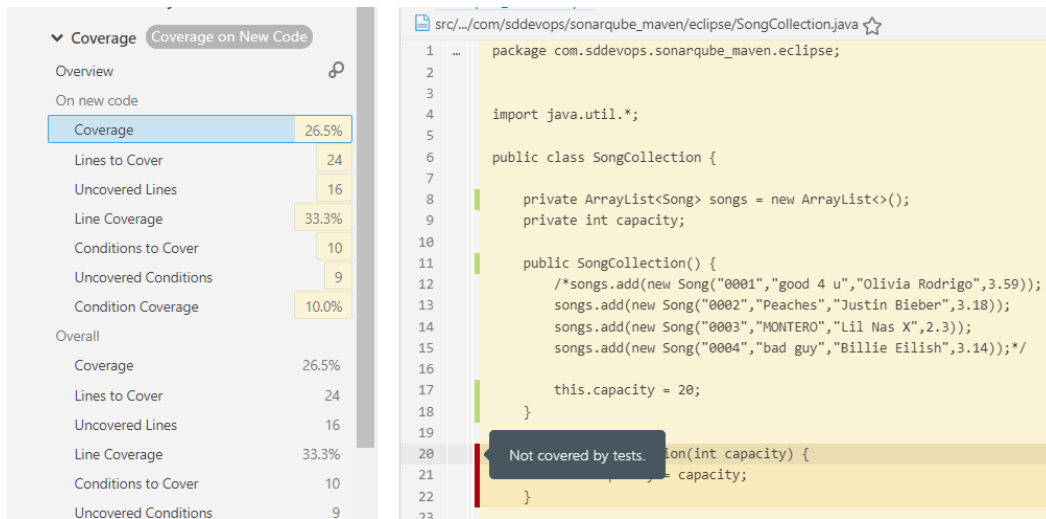 Coverage Coverage on New Code
Overview
On new code
Coverage 26.5%
Lines to Cover 24
Uncovered Lines 16
Line Coverage 33.3%
Conditions to Cover 10
Uncovered Conditions 9
Condition Coverage 10.0%
Overall
Coverage 26.5%
Lines to Cover 24
Uncovered Lines 16
Line Coverage 33.3%
Conditions to Cover 10
Uncovered Conditions 9
src/.../com/sddevops/sonarqube_maven/eclipse/SongCollection.java
1 … package com.sddevops.sonarqube_maven.eclipse;
2
3
4 import java.util.*;
5
6 public class SongCollection {
7
8 private ArrayList<Song> songs = new ArrayList<>();
9 private int capacity;
10
11 public SongCollection() {
12 /*songs.add(new Song("0001","good 4 u","Olivia Rodrigo",3.59));
13 songs.add(new Song("0002","Peaches","Justin Bieber",3.18));
14 songs.add(new Song("0003","MONTERO","Lil Nas X",2.3));
15 songs.add(new Song("0004","bad guy","Billie Eilish",3.14));*/
16
17 this.capacity = 20;
18 }
19
20 Not covered by tests. ion(int capacity) {
21 = capacity;
22 }
23